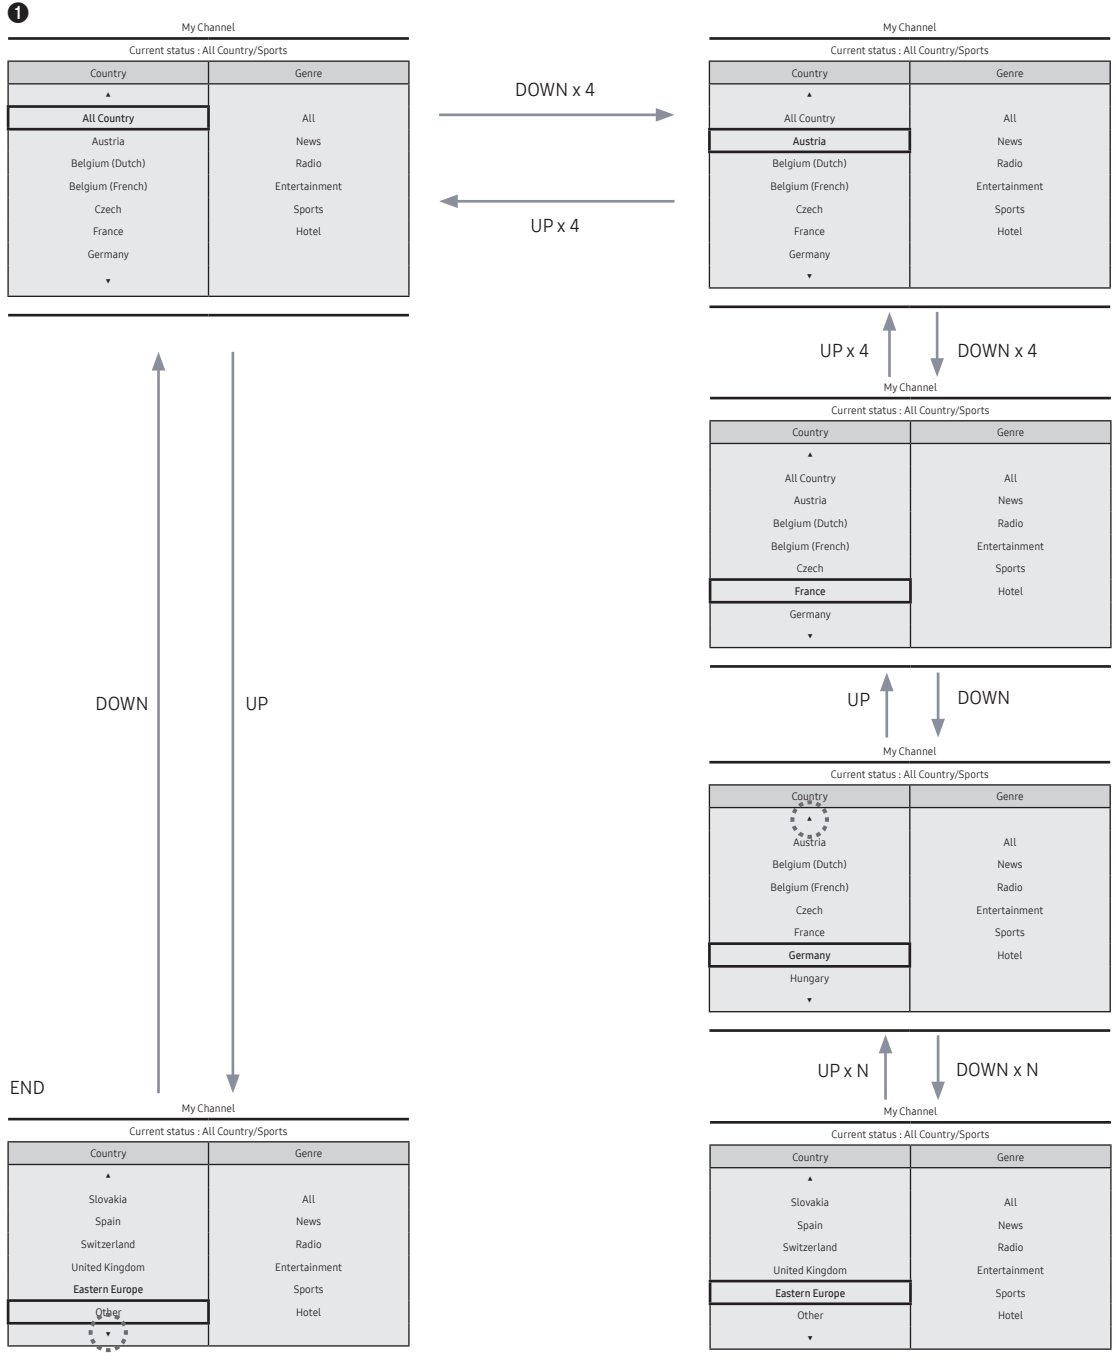 ❶
My Channel
Current status : All Country/Sports
Country Genre
▲
All Country All
Austria News
Belgium (Dutch) Radio
Belgium (French) Entertainment
Czech Sports
France Hotel
Germany
▼
DOWN x 4
UP x 4
My Channel
Current status : All Country/Sports
Country Genre
▲
All Country All
Austria News
Belgium (Dutch) Radio
Belgium (French) Entertainment
Czech Sports
France Hotel
Germany
▼
UP x 4 DOWN x 4
My Channel
Current status : All Country/Sports
Country Genre
▲
All Country All
Austria News
Belgium (Dutch) Radio
Belgium (French) Entertainment
Czech Sports
France Hotel
Germany
▼
DOWN UP
UP DOWN
My Channel
Current status : All Country/Sports
Country Genre
▲
Austria All
Belgium (Dutch) News
Belgium (French) Radio
Czech Entertainment
France Sports
Germany Hotel
Hungary
▼
UP x N DOWN x N
END
My Channel
Current status : All Country/Sports
Country Genre
▲
Slovakia All
Spain News
Switzerland Radio
United Kingdom Entertainment
Eastern Europe Sports
Other Hotel
▼
My Channel
Current status : All Country/Sports
Country Genre
▲
Slovakia All
Spain News
Switzerland Radio
United Kingdom Entertainment
Eastern Europe Sports
Other Hotel
▼